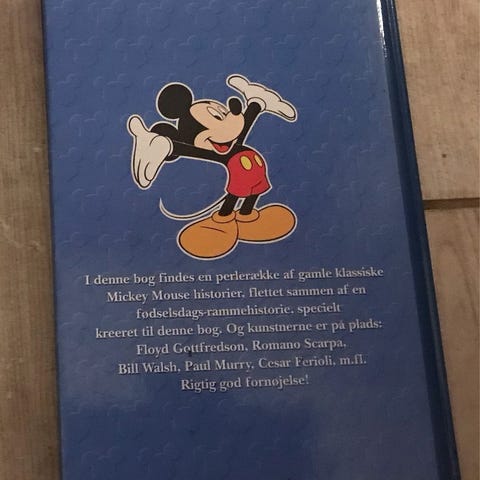 I denne bog findes en perlerække af gamle klassiske
Mickey Mouse historier, flettet sammen af en
fødselsdags-rammehistorie, specielt
kreeret til denne bog. Og kunstnerne er på plads:
Floyd Gottfredson, Romano Scarpa,
Bill Walsh, Paul Murry, Cesar Ferioli, m.fl.
Rigtig god fornøjelse!